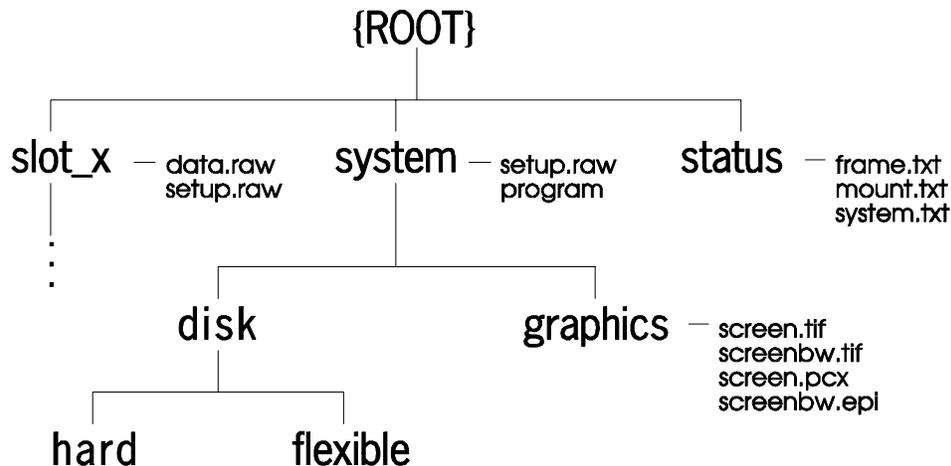 {ROOT}
slot_x
data.raw
setup.raw
system
setup.raw
program
status
frame.txt
mount.txt
system.txt
disk
graphics
screen.tif
screenbw.tif
screen.pcx
screenbw.epi
hard
flexible